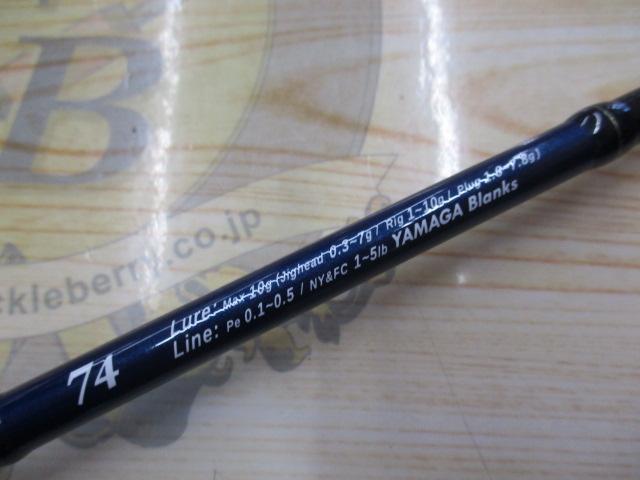 B
ckleberry.co.jp
Lure: Max 10g (Jighead 0.3~7g / Rig 1~10g / Plug 1.8~7.8g)
Line: Pe 0.1~0.5 / NY&FC 1~5lb YAMAGA Blanks
74